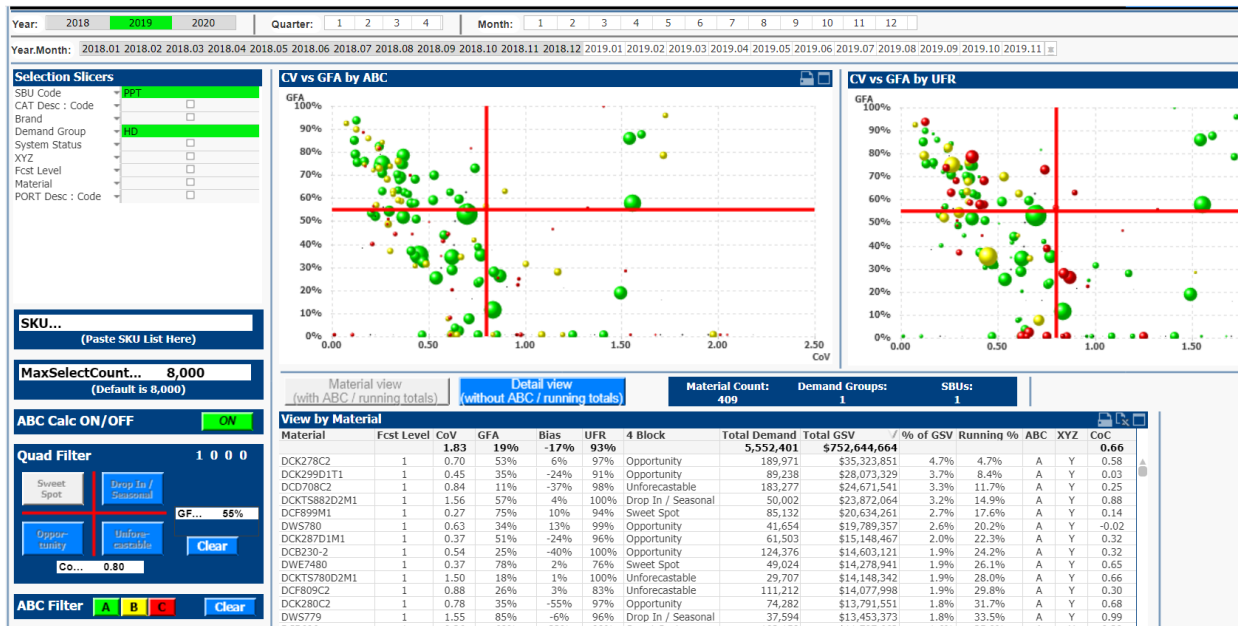 Year: 2018 2019 2020 Quarter: 1 2 3 4 Month: 1 2 3 4 5 6 7 8 9 10 11 12
Year.Month: 2018.01 2018.02 2018.03 2018.04 2018.05 2018.06 2018.07 2018.08 2018.09 2018.10 2018.11 2018.12 2019.01 2019.02 2019.03 2019.04 2019.05 2019.06 2019.07 2019.08 2019.09 2019.10 2019.11
Selection Slicers
SBU Code PPT
CAT Desc : Code
Brand
Demand Group HD
System Status
XYZ
Fcst Level
Material
PORT Desc : Code
SKU...
(Paste SKU List Here)
MaxSelectCount... 8,000
(Default is 8,000)
ABC Calc ON/OFF ON
Quad Filter 1 0 0 0
Sweet
Spot
Drop In /
Seasonal
GF... 55%
Oppor-
tunity
Unfore-
castable
Clear
Co... 0.80
ABC Filter A B C Clear
CV vs GFA by ABC
GFA
100%
90%
80%
70%
60%
50%
40%
30%
20%
10%
0%
0.00 0.50 1.00 1.50 2.00 2.50
CoV
CV vs GFA by UFR
GFA
100%
90%
80%
70%
60%
50%
40%
30%
20%
10%
0%
0.00 0.50 1.00 1.50
Material view
(with ABC / running totals)
Detail view
(without ABC / running totals)
Material Count: Demand Groups: SBUs:
409 1 1
View by Material
Material Fcst Level CoV GFA Bias UFR 4 Block Total Demand Total GSV / % of GSV Running % ABC XYZ CoC
1.83 19% -17% 93% 5,552,401 $752,644,664 0.66
DCK278C2 1 0.70 53% 6% 97% Opportunity 189,971 $35,323,851 4.7% 4.7% A Y 0.58
DCK299D1T1 1 0.45 35% -24% 91% Opportunity 89,238 $28,073,329 3.7% 8.4% A Y 0.03
DCD708C2 1 0.84 11% -37% 98% Unforecastable 183,277 $24,671,541 3.3% 11.7% A Y 0.25
DCKTS882D2M1 1 1.56 57% 4% 100% Drop In / Seasonal 50,002 $23,872,064 3.2% 14.9% A Y 0.88
DCF899M1 1 0.27 75% 10% 94% Sweet Spot 85,132 $20,634,261 2.7% 17.6% A Y 0.14
DWS780 1 0.63 34% 13% 99% Opportunity 41,654 $19,789,357 2.6% 20.2% A Y -0.02
DCK287D1M1 1 0.37 51% -24% 96% Opportunity 61,503 $15,148,467 2.0% 22.3% A Y 0.32
DCB230-2 1 0.54 25% -40% 100% Opportunity 124,376 $14,603,121 1.9% 24.2% A Y 0.32
DWE7480 1 0.37 78% 2% 76% Sweet Spot 49,024 $14,278,941 1.9% 26.1% A Y 0.65
DCKTS780D2M1 1 1.50 18% 1% 100% Unforecastable 29,707 $14,148,342 1.9% 28.0% A Y 0.66
DCF809C2 1 0.88 26% 3% 83% Unforecastable 111,212 $14,077,998 1.9% 29.8% A Y 0.30
DCK280C2 1 0.78 35% -55% 97% Opportunity 74,282 $13,791,551 1.8% 31.7% A Y 0.68
DWS779 1 1.55 85% -6% 96% Drop In / Seasonal 37,594 $13,453,373 1.8% 33.5% A Y 0.99